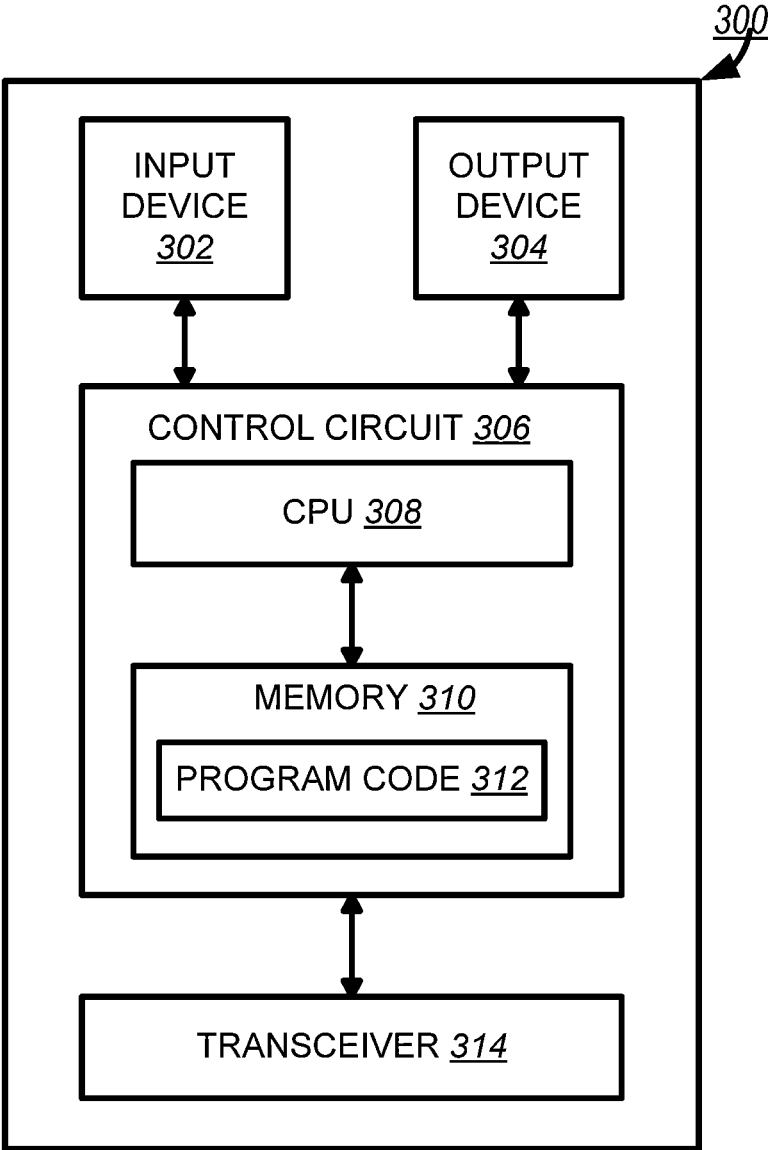 300
INPUT
DEVICE
302
OUTPUT
DEVICE
304
CONTROL CIRCUIT 306
CPU 308
MEMORY 310
PROGRAM CODE 312
TRANSCEIVER 314